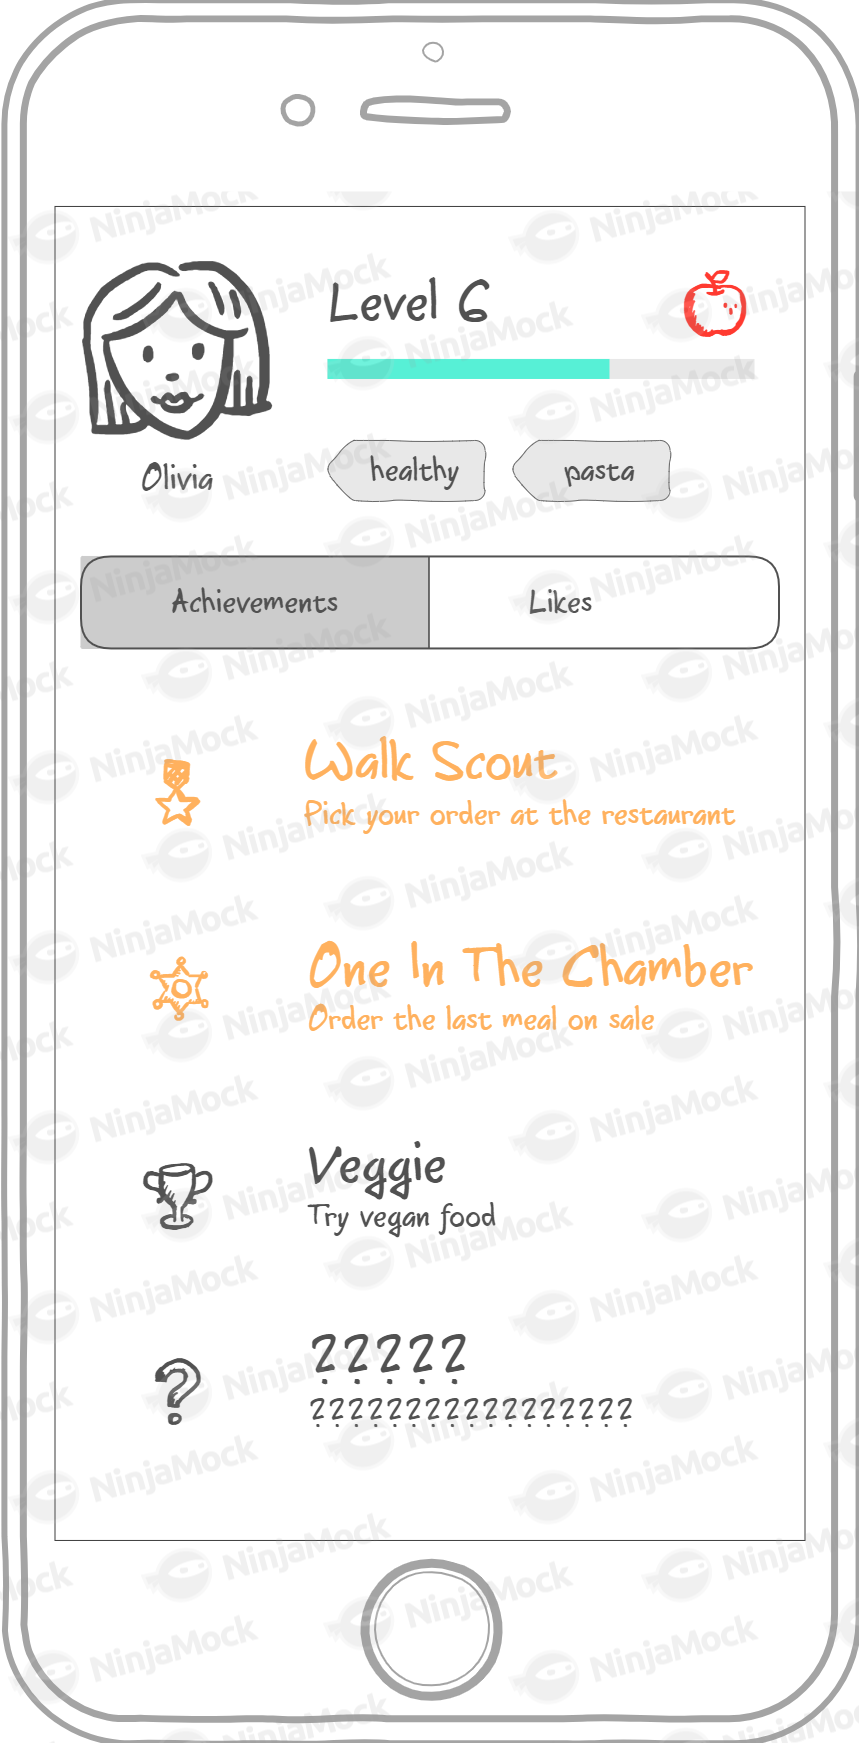 Level 6
Olivia
healthy
pasta
Achievements
Likes
Walk Scout
Pick your order at the restaurant
One In The Chamber
Order the last meal on sale
Veggie
Try vegan food
?
?????
?????????????????
NinjaMock